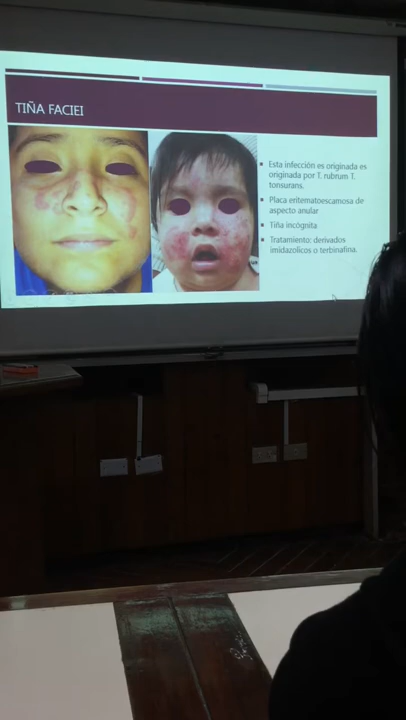 TIÑA FACIEI
Esta infección es originada es
originada por T. rubrum T.
tonsurans.
Placa eritematoescamosa de
aspecto anular
Tiña incógnita
Tratamiento: derivados
imidazolicos o terbinafina.